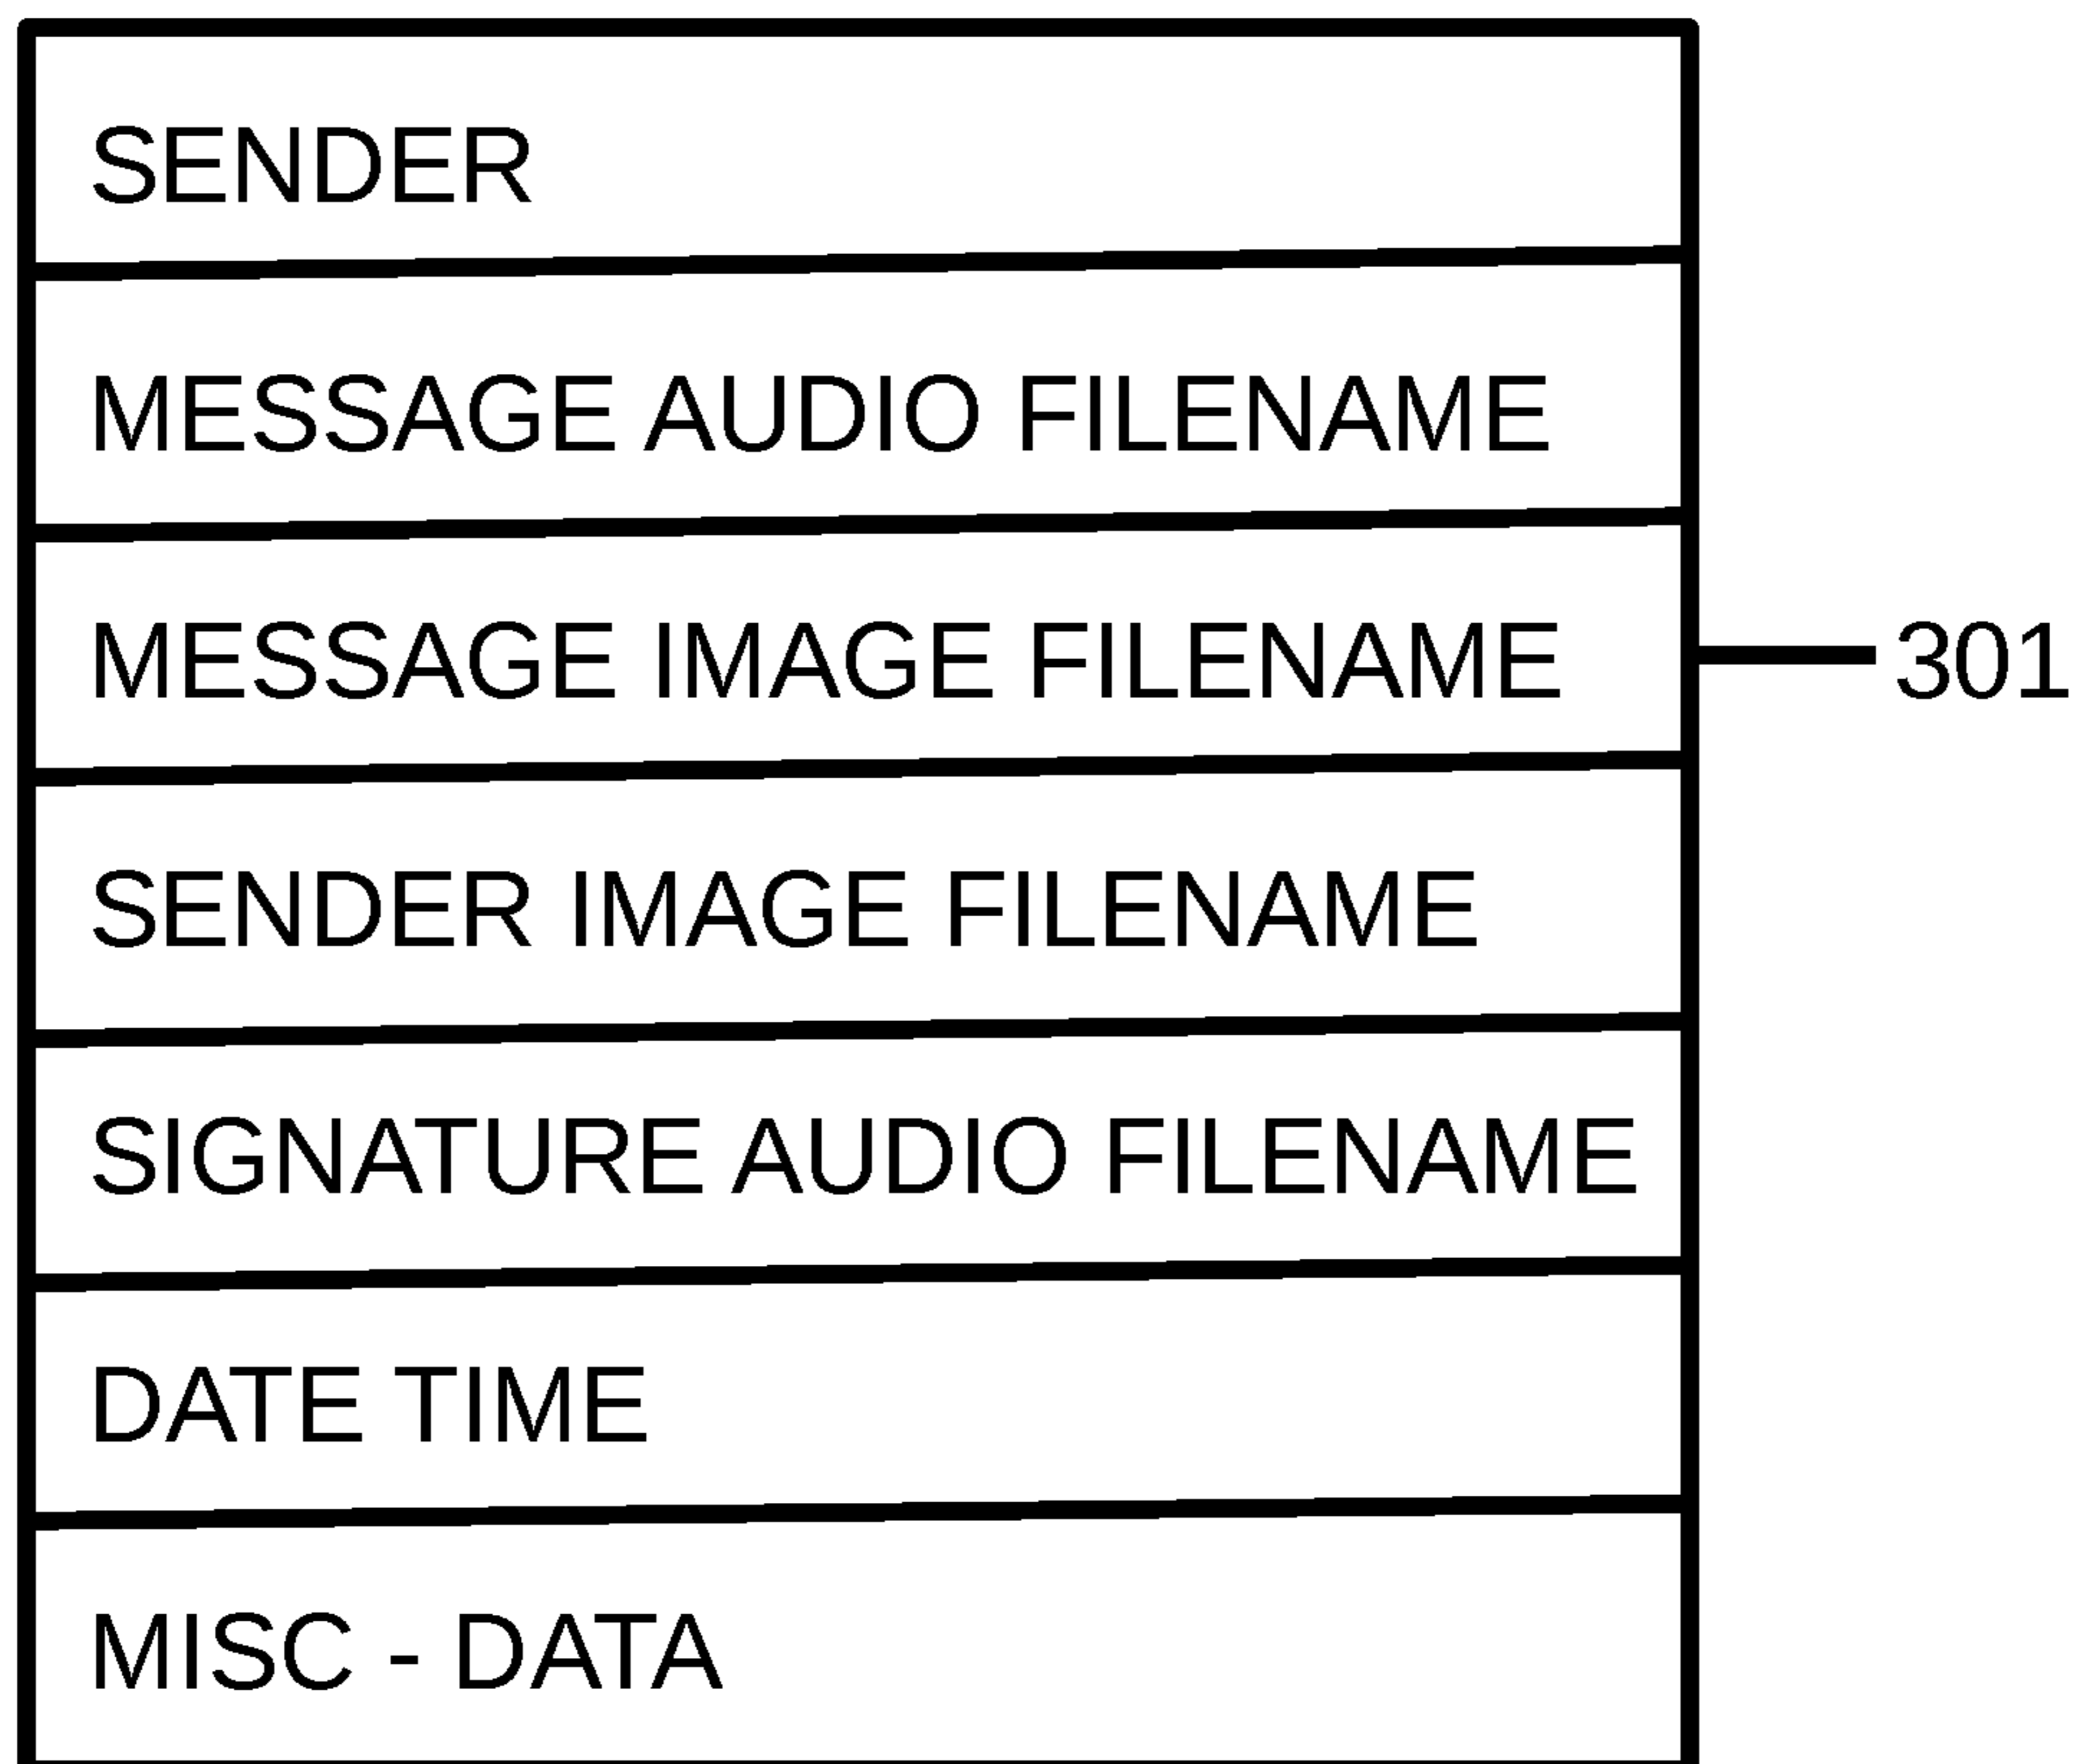 SENDER
MESSAGE AUDIO FILENAME
MESSAGE IMAGE FILENAME
301
SENDER IMAGE FILENAME
SIGNATURE AUDIO FILENAME
DATE TIME
MISC - DATA